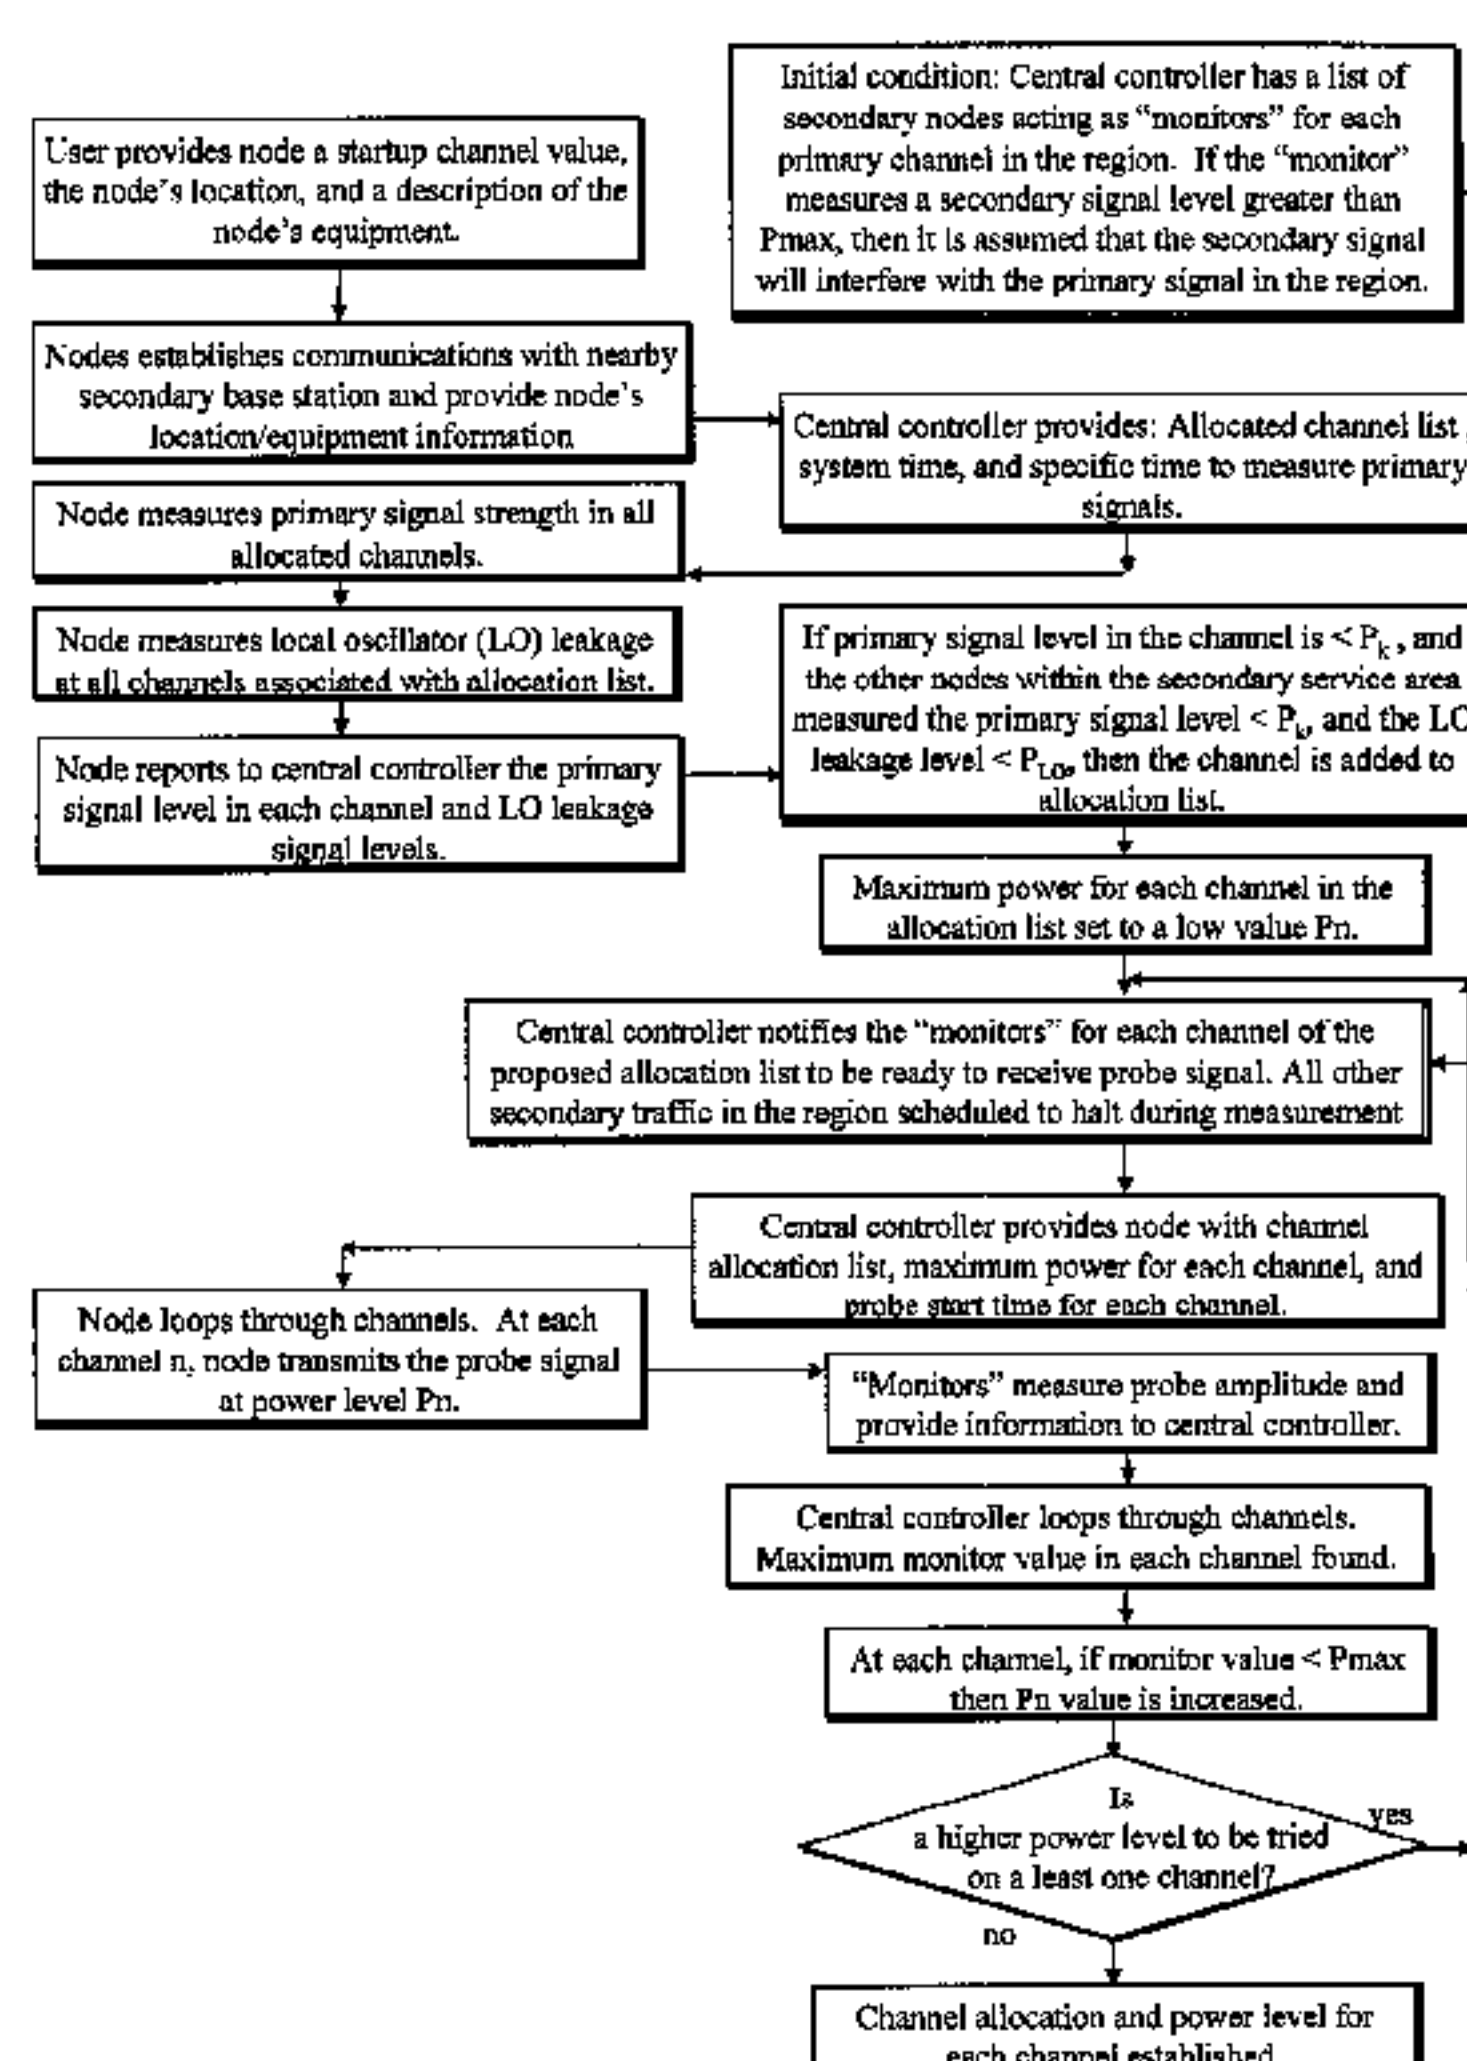 Initial condition: Central controller has a list of
secondary nodes acting as “monitors” for each
primary channel in the region. If the “monitor”
measures a secondary signal level greater than
Pmax, then it is assumed that the secondary signal
will interfere with the primary signal in the region.
User provides node a startup channel value,
the node’s location, and a description of the
node’s equipment.
Nodes establishes communications with nearby
secondary base station and provide node’s
location/equipment information
Central controller provides: Allocated channel list ,
system time, and specific time to measure primary
signals.
Node measures primary signal strength in all
allocated channels.
Node measures local oscillator (LO) leakage
at all channels associated with allocation list.
Node reports to central controller the primary
signal level in each channel and LO leakage
signal levels.
If primary signal level in the channel is < Pk , and
the other nodes within the secondary service area
measured the primary signal level < Pk, and the LO
leakage level < PLO, then the channel is added to
allocation list.
Maximum power for each channel in the
allocation list set to a low value Pn.
Central controller notifies the “monitors” for each channel of the
proposed allocation list to be ready to receive probe signal. All other
secondary traffic in the region scheduled to halt during measurement
Central controller provides node with channel
allocation list, maximum power for each channel, and
probe start time for each channel.
Node loops through channels. At each
channel n, node transmits the probe signal
at power level Pn.
“Monitors” measure probe amplitude and
provide information to central controller.
Central controller loops through channels.
Maximum monitor value in each channel found.
At each channel, if monitor value < Pmax
then Pn value is increased.
Is
a higher power level to be tried
on a least one channel?
yes
no
Channel allocation and power level for
each channel established